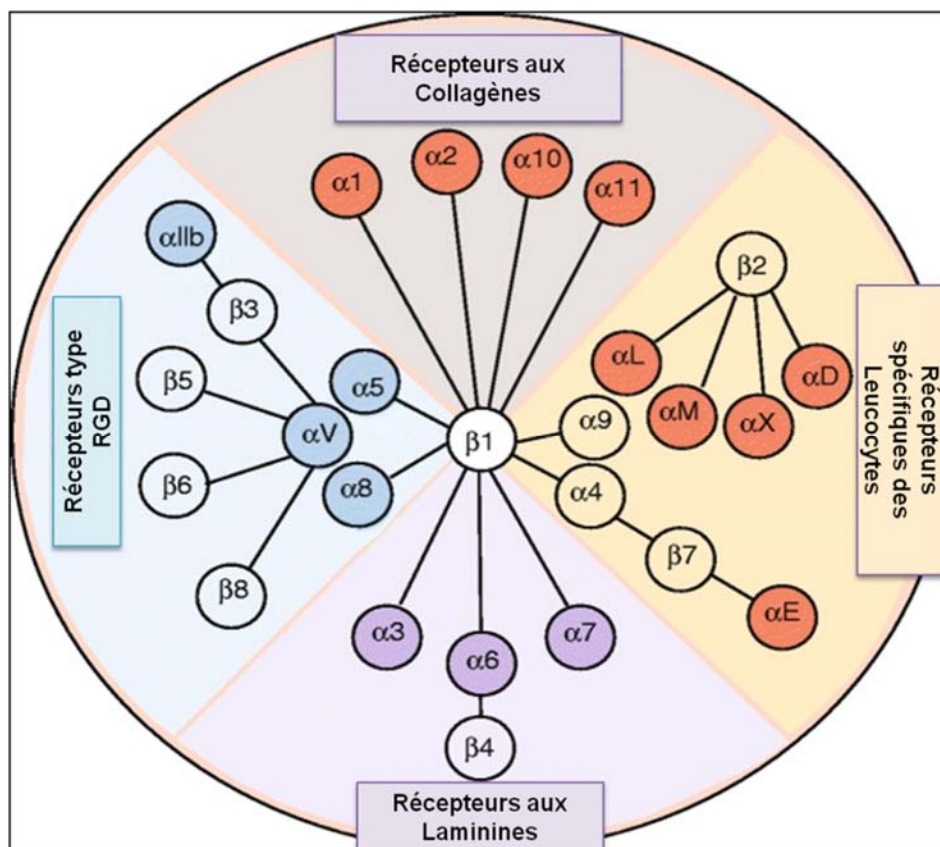 Récepteurs aux
Collagènes
α1
α2
α10
α11
αIIb
β3
β5
αV
β6
β8
α5
α8
β1
β2
αL
αM
αX
αD
α9
α4
β7
αE
α3
α6
α7
β4
Récepteurs type
RGD
Récepteurs
spécifiques des
Leucocytes
Récepteurs aux
Laminines